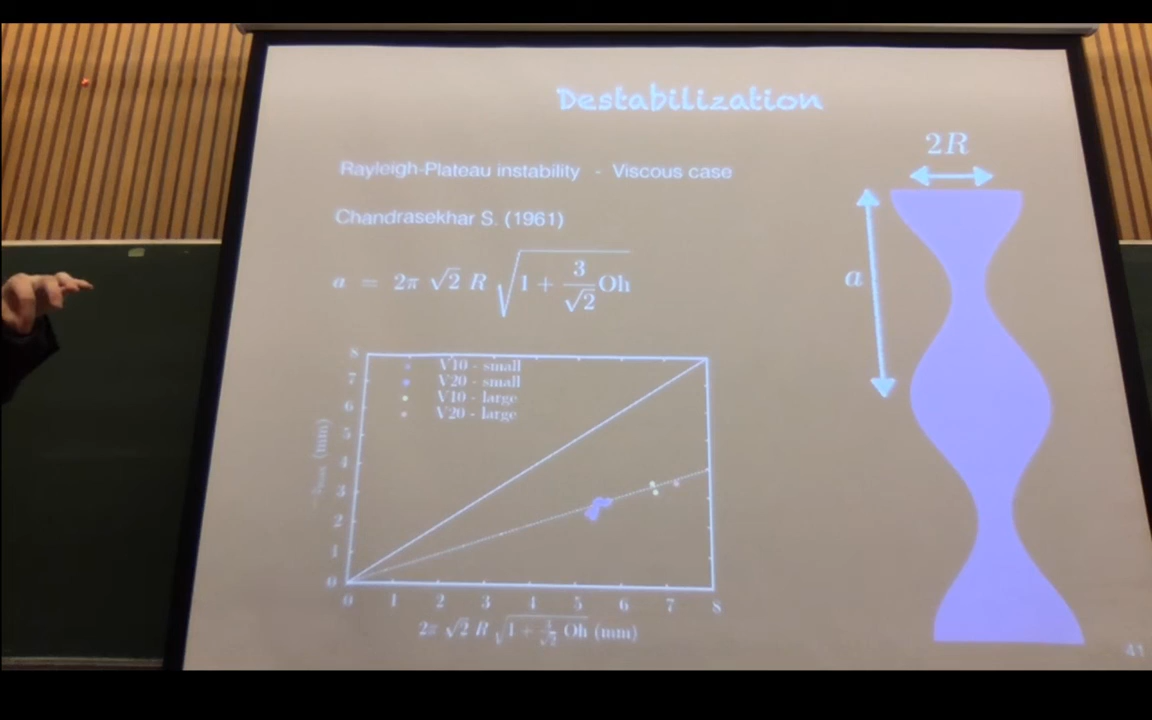 Destabilization
Rayleigh-Plateau instability - Viscous case
Chandrasekhar S. (1961)
a = 2π √2 R √(1 + 3/√2 Oh)
2R
a
V10 - small
V20 - small
V10 - large
V20 - large
8
7
6
5
4
3
2
1
0
(mm)
0 1 2 3 4 5 6 7 8
2π √2 R √(1 + 3/√2 Oh) (mm)
41